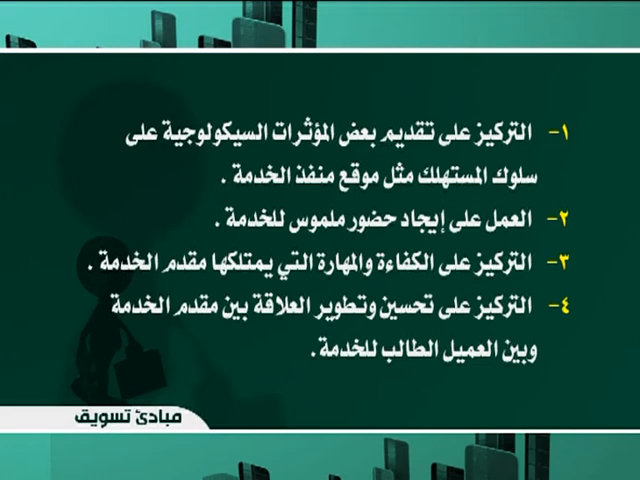 ١- التركيز على تقديم بعض المؤثرات السيكولوجية على
سلوك المستهلك مثل موقع منفذ الخدمة .
٢- العمل على إيجاد حضور ملموس للخدمة .
٣- التركيز على الكفاءة والمهارة التي يمتلكها مقدم الخدمة .
٤- التركيز على تحسين وتطوير العلاقة بين مقدم الخدمة
وبين العميل الطالب للخدمة.
مبادئ تسويق